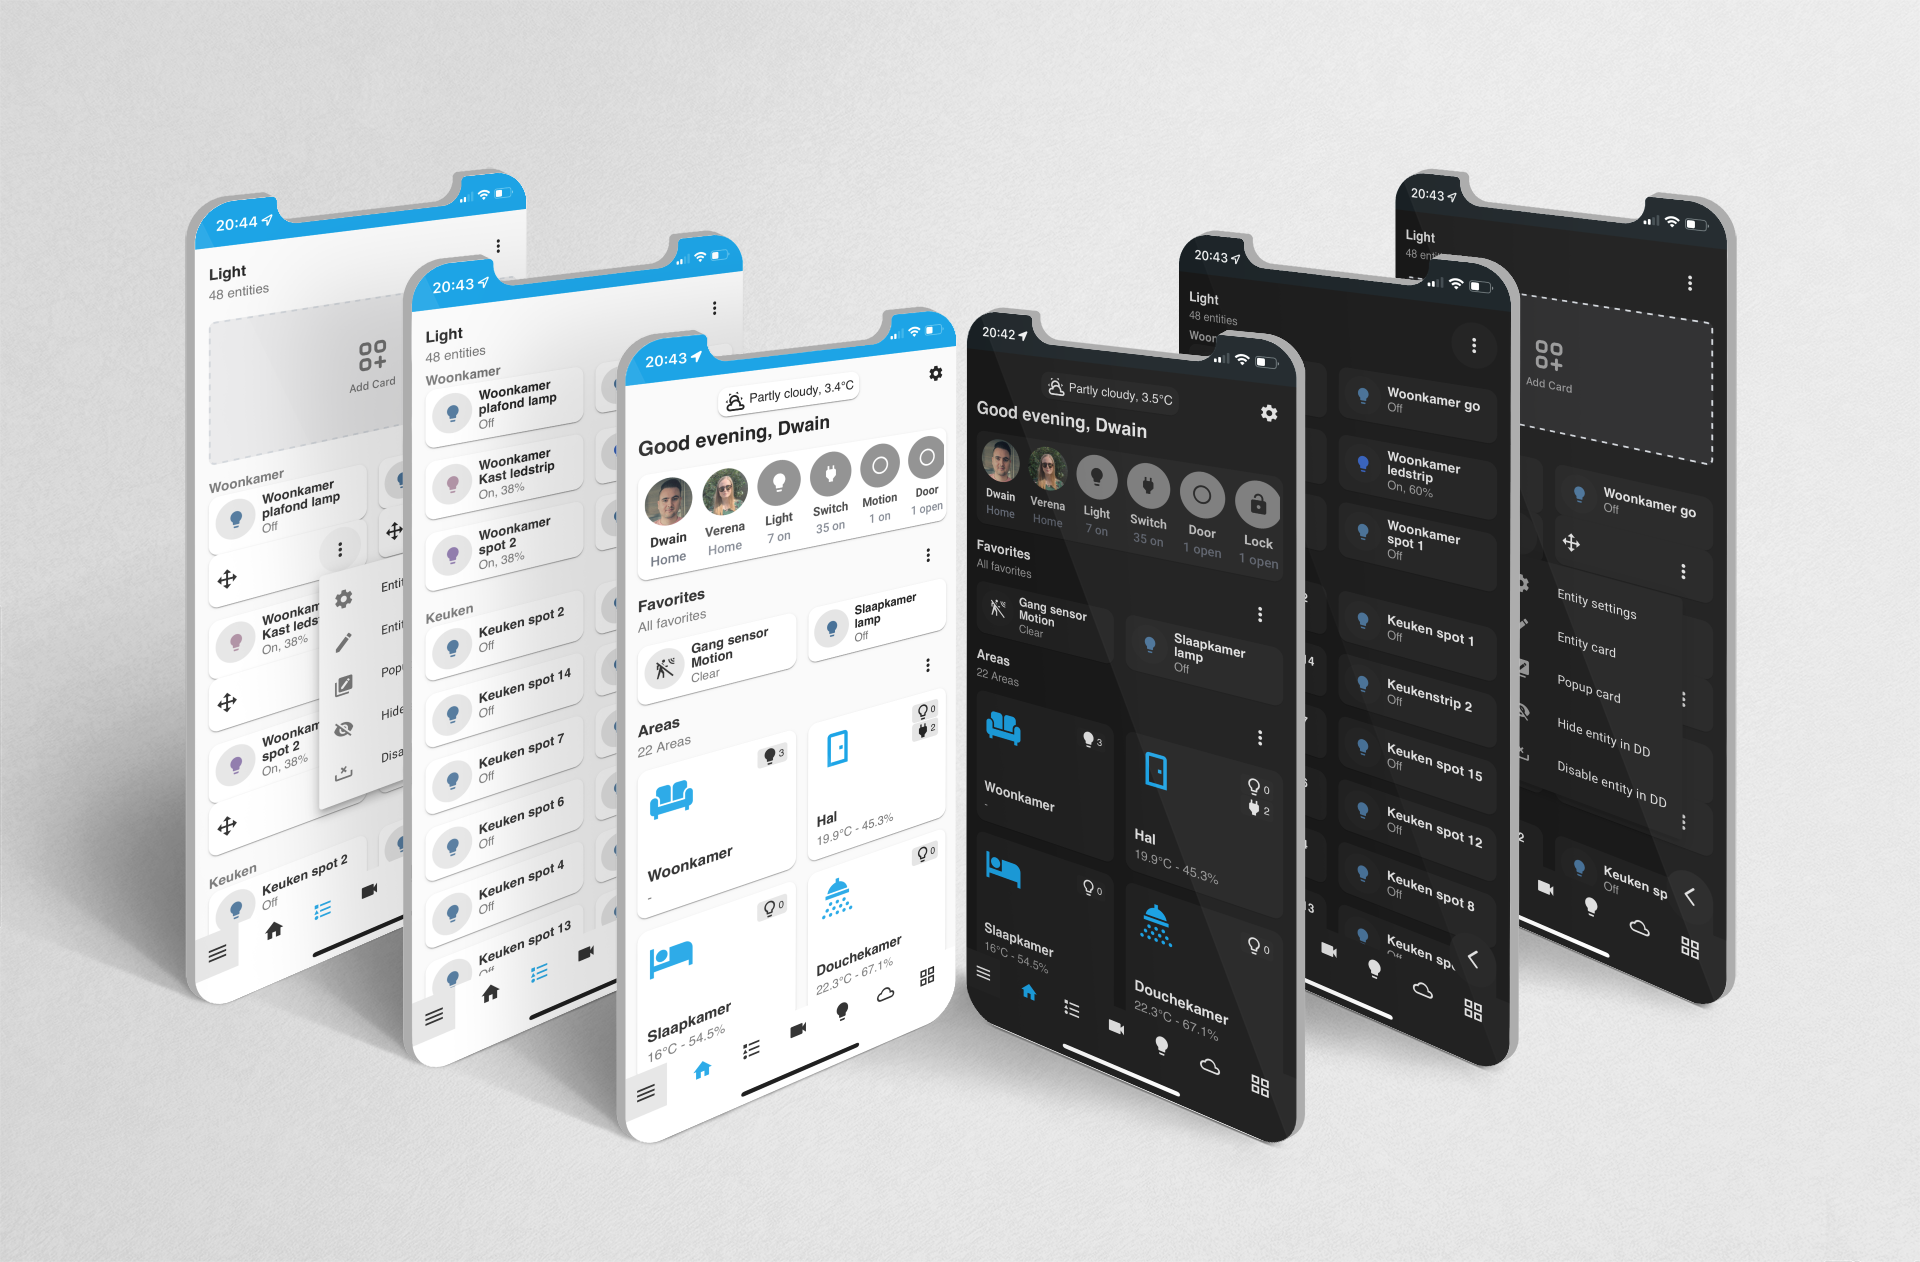 20:44
Light
48 entities
Add Card
Woonkamer
Woonkamer
plafond lamp
Off
Kast
On, 38%
spot 2
On, 38%
Keuken
Keuken spot 2
Off
20:43
Light
48 entities
Woonkamer
Woonkamer
plafond lamp
Off
Woonkamer
Kast ledstrip
On, 38%
Woonkamer
spot 2
On, 38%
Keuken
Keuken spot 2
Off
Keuken spot 14
Off
Keuken spot 7
Off
Keuken spot 6
Off
Keuken spot 4
Off
Keuken spot 13
Off
20:43
Partly cloudy, 3.4°C
Good evening, Dwain
Dwain
Home
Verena
Home
Light
7 on
Switch
35 on
Motion
1 on
Door
1 open
Favorites
All favorites
Gang sensor
Motion
Clear
Slaapkamer
lamp
Off
Areas
22 Areas
3
Woonkamer
-
0
2
Hal
19.9°C - 45.3%
0
Slaapkamer
16°C - 54.5%
0
Douchekamer
22.3°C - 67.1%
20:42
Partly cloudy, 3.5°C
Good evening, Dwain
Dwain
Home
Verena
Home
Light
7 on
Switch
35 on
Door
1 open
Lock
1 open
Favorites
All favorites
Gang sensor
Motion
Clear
Slaapkamer
lamp
Off
Areas
22 Areas
3
Woonkamer
-
0
2
Hal
19.9°C - 45.3%
0
Slaapkamer
16°C - 54.5%
0
Douchekamer
22.3°C - 67.1%
20:43
Light
48 entities
Woonkamer go
Off
Woonkamer
ledstrip
On, 60%
Woonkamer
spot 1
Off
Keuken spot 1
Off
Keukenstrip 2
Off
Keuken spot 15
Off
Keuken spot 12
Off
Keuken spot 8
Off
Keuken
Off
20:43
Light
48
Add Card
Woonkamer go
Off
Entity settings
Entity card
Popup card
Hide entity in DD
Disable entity in DD
Keuken sp
Off